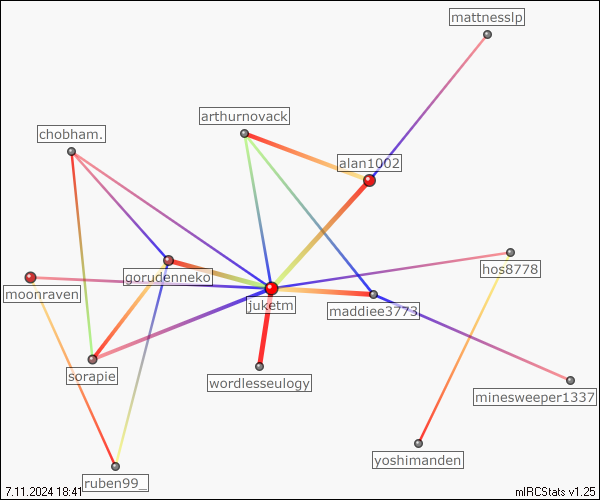 mattnesslp
arthurnovack
chobham.
alan1002
hos8778
gorudenneko
moonraven
juketm
maddiee3773
sorapie
wordlesseulogy
minesweeper1337
yoshimanden
ruben99_
7.11.2024 18:41
mIRCStats v1.25